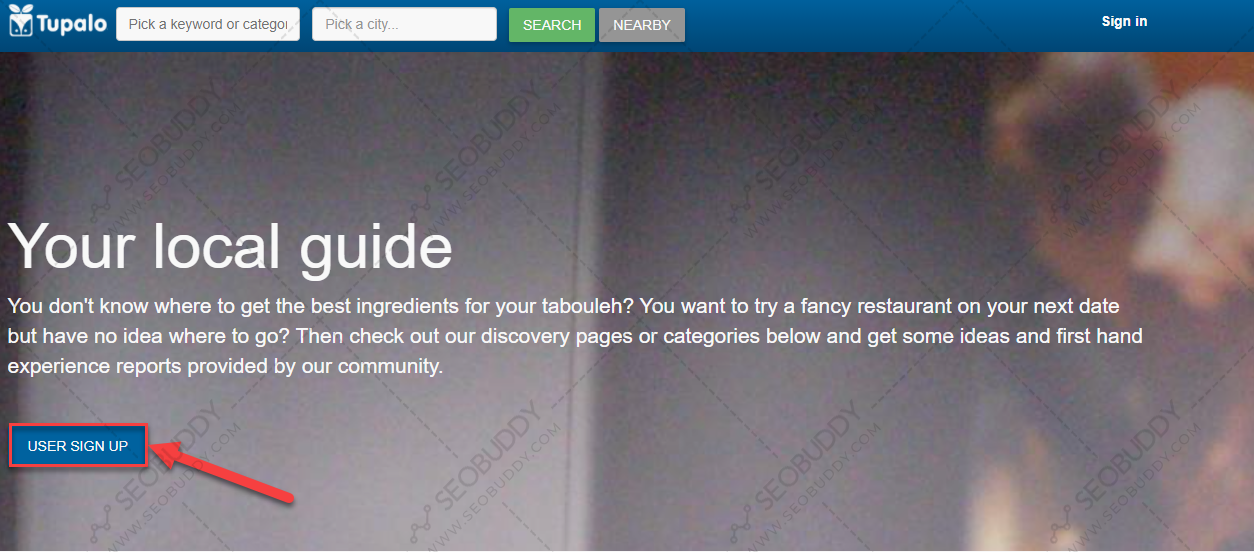 Tupalo
Pick a keyword or catego
Pick a city...
SEARCH
NEARBY
Sign in
Your local guide
You don't know where to get the best ingredients for your tabouleh? You want to try a fancy restaurant on your next date
but have no idea where to go? Then check out our discovery pages or categories below and get some ideas and first hand
experience reports provided by our community.
USER SIGN UP
SEOBUDDY
WWW.SEOBUDDY.COM